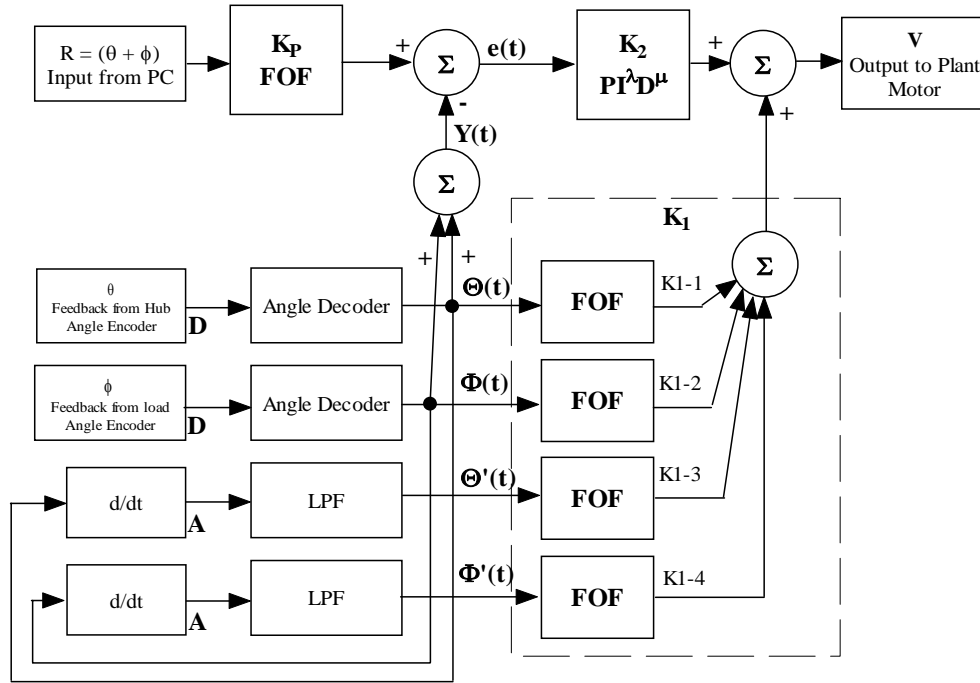 R = (θ + ϕ)
Input from PC
K_P
FOF
+
Σ
-
e(t)
K_2
PI^λD^μ
+
Σ
+
V
Output to Plant
Motor
Y(t)
Σ
+
+
K_1
Σ
θ
Feedback from Hub
Angle Encoder
D
Angle Decoder
Θ(t)
FOF
K1-1
ϕ
Feedback from load
Angle Encoder
D
Angle Decoder
Φ(t)
FOF
K1-2
d/dt
A
LPF
Θ'(t)
FOF
K1-3
d/dt
A
LPF
Φ'(t)
FOF
K1-4